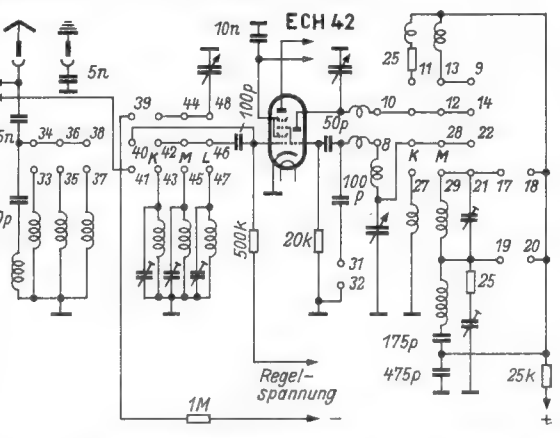 10n ECH 42
5n 25 11 13 9
39 44 48 100p 50p 10 12 14
5n 34 36 38 40 42 46 8 28 22
K M L K M
33 35 37 41 43 45 47 100p 27 29 21 17 18
0p 500k 20k 31 32 19 20
25
175p
475p 25k
Regel-
spannung
1M - +